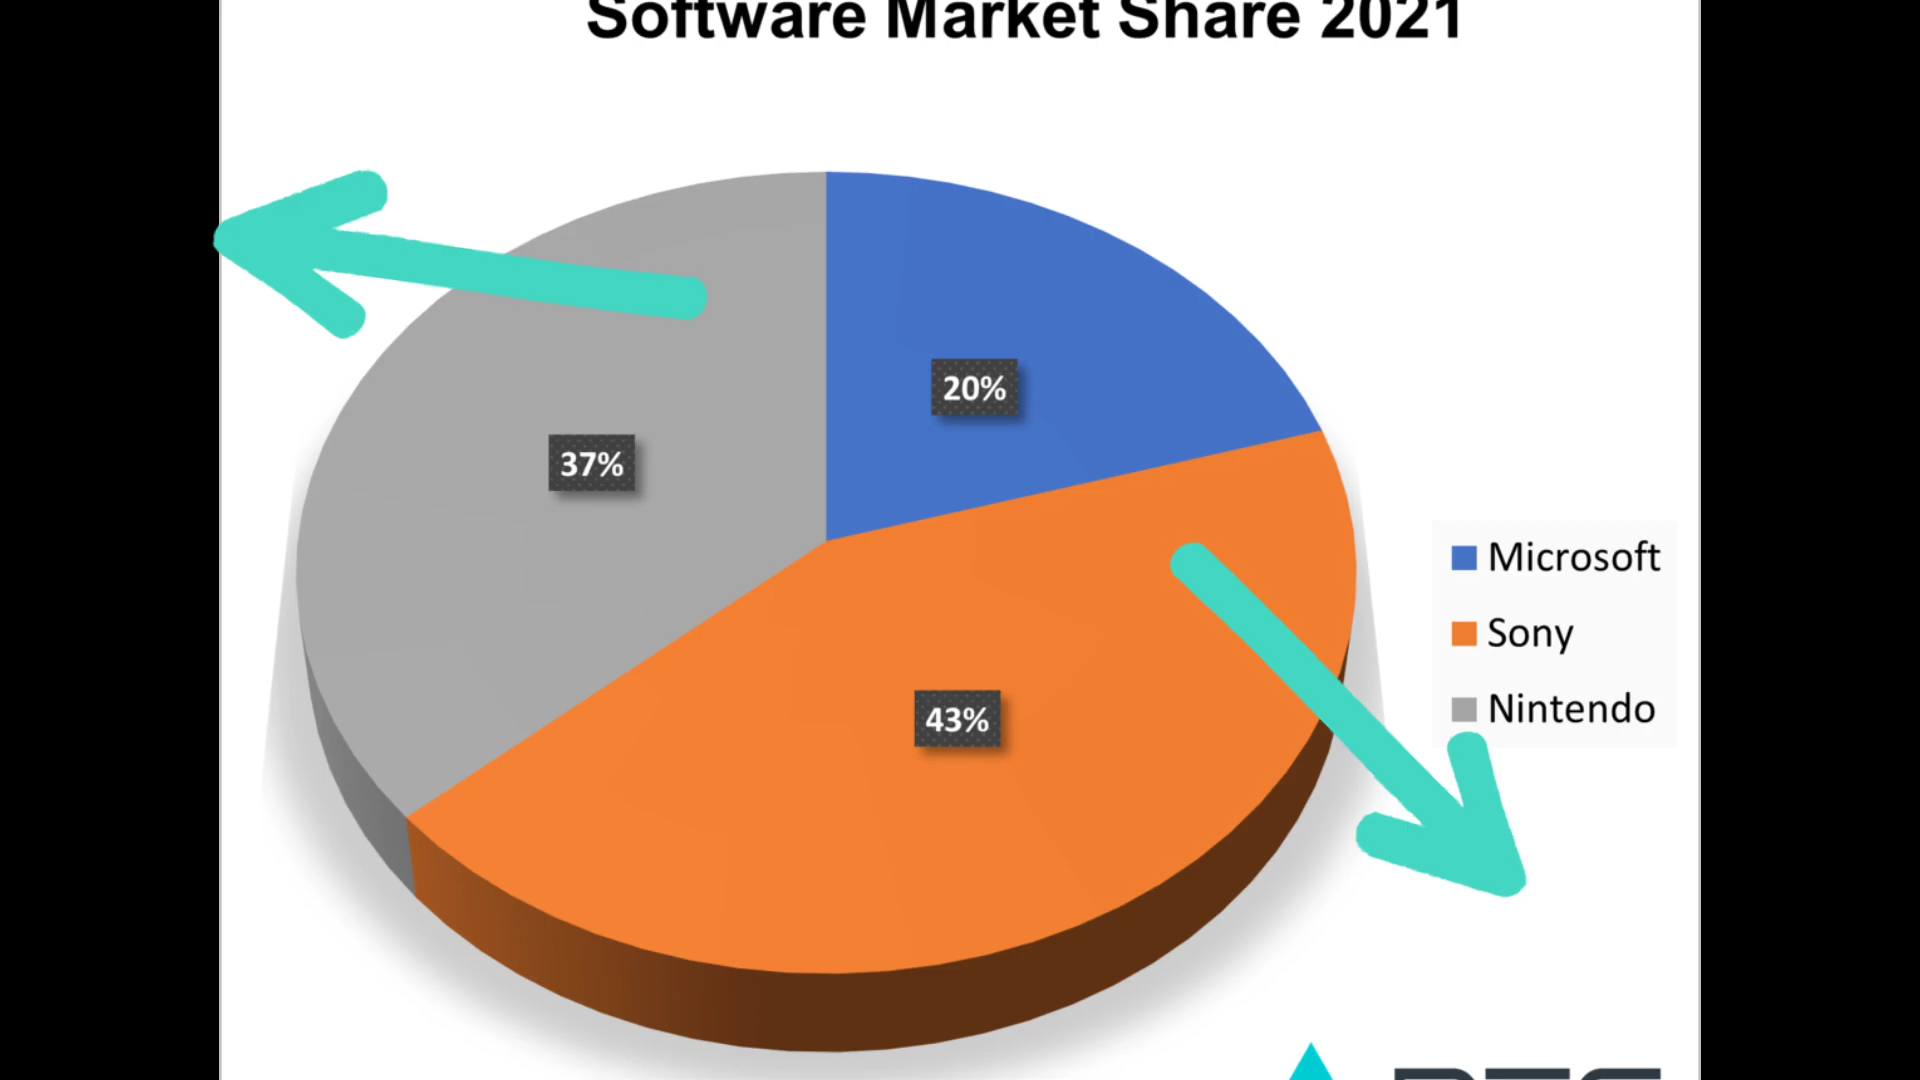 Software Market Share 2021
20%
37%
43%
Microsoft
Sony
Nintendo